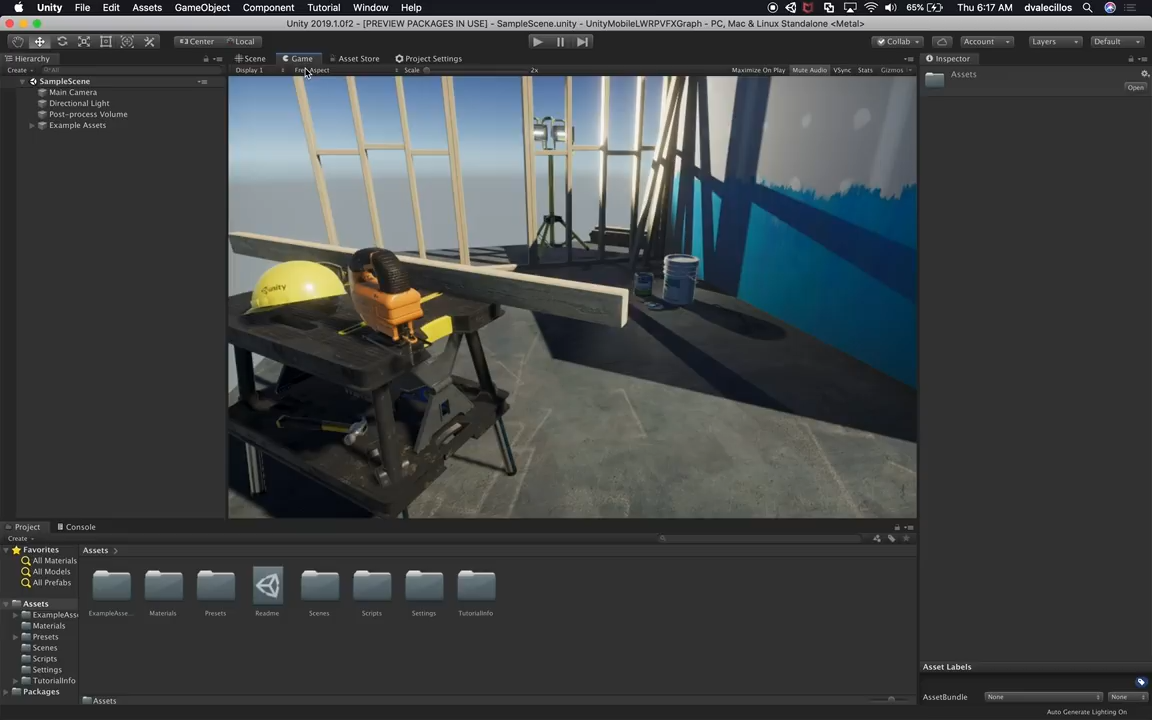 Unity File Edit Assets GameObject Component Tutorial Window Help 65% Thu 6:17 AM dvalecillos
Unity 2019.1.0f2 - [PREVIEW PACKAGES IN USE] - SampleScene.unity - UnityMobileLWRPVFXGraph - PC, Mac & Linux Standalone <Metal>
Center Local Collab Account Layers Default
Hierarchy Scene Game Asset Store Project Settings Inspector
Create All Display 1 Free Aspect Scale 2x Maximize On Play Mute Audio VSync Stats Gizmos
Assets
Open
SampleScene
Main Camera
Directional Light
Post-process Volume
Example Assets
unity
Project Console
Create
Favorites
All Materials
All Models
All Prefabs
Assets
ExampleAsse
Materials
Presets
Scenes
Scripts
Settings
TutorialInfo
Packages
Assets
ExampleAsse... Materials Presets Readme Scenes Scripts Settings TutorialInfo
Assets
Asset Labels
AssetBundle None None
Auto Generate Lighting On